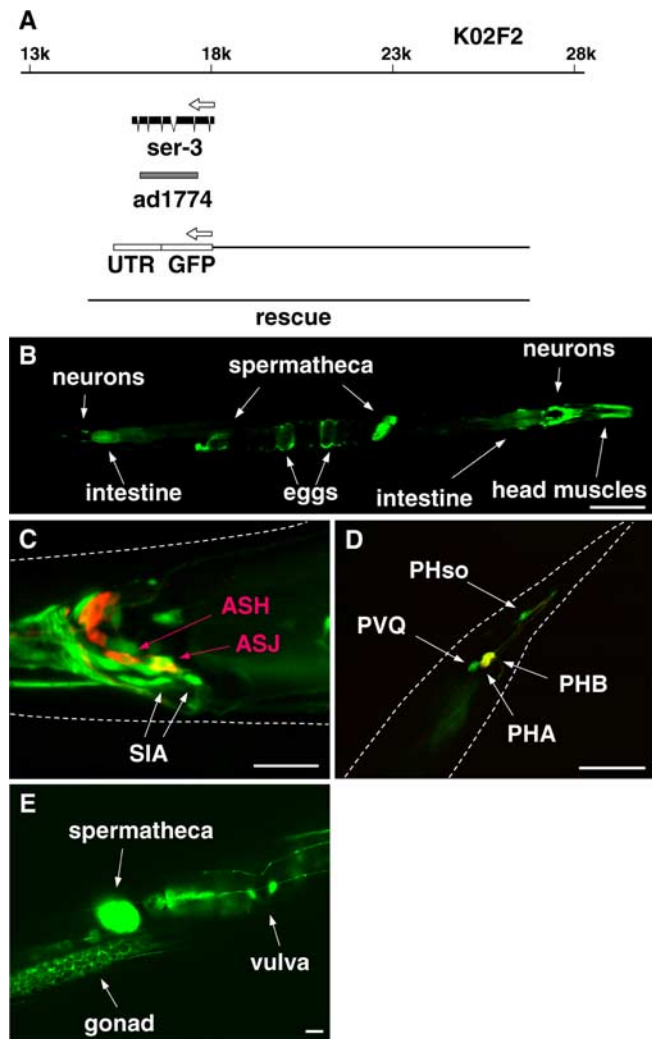 A
K02F2
13k 18k 23k 28k
ser-3
ad1774
UTR GFP
rescue
B
neurons
spermatheca
neurons
intestine
eggs
intestine
head muscles
C
ASH
ASJ
SIA
D
PHso
PVQ
PHB
PHA
E
spermatheca
vulva
gonad